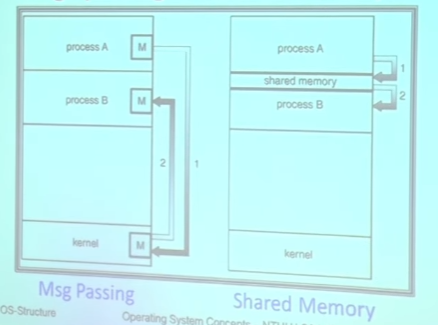 process A
M
process B
M
2
1
kernel
M
process A
1
shared memory
2
process B
kernel
Msg Passing
Shared Memory
OS-Structure
Operating System Concepts